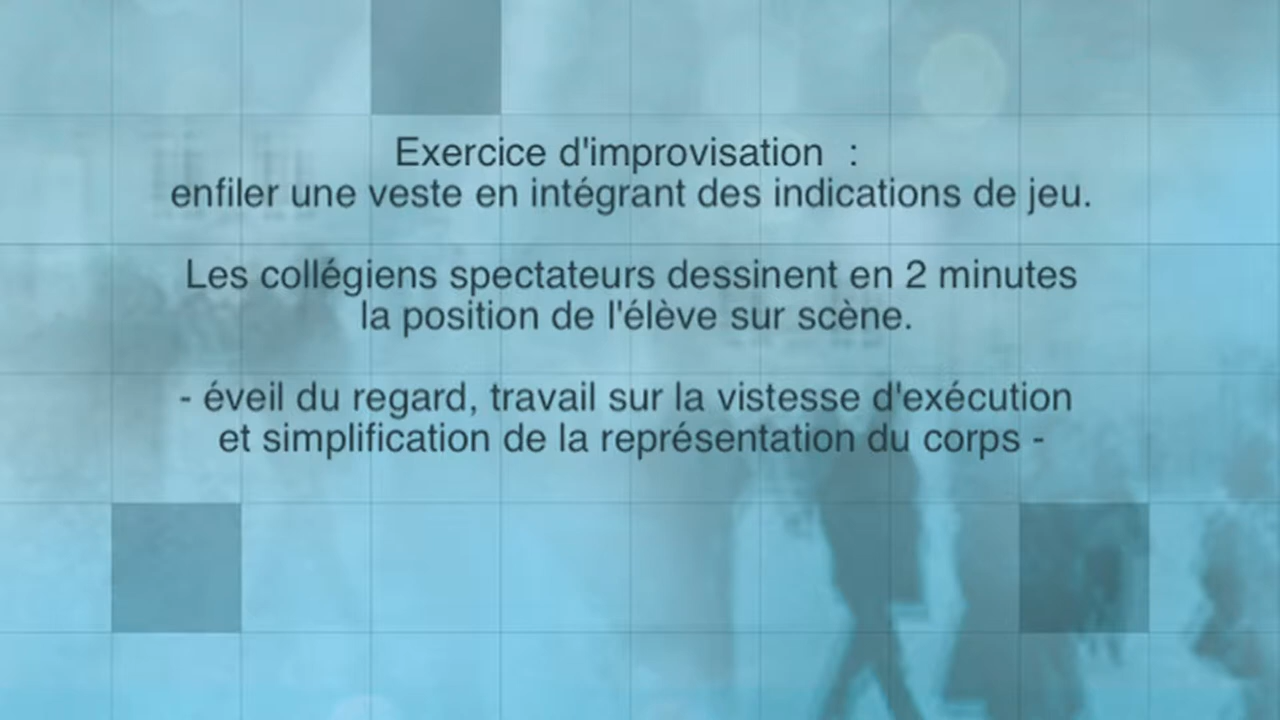 Exercice d'improvisation  :
enfiler une veste en intégrant des indications de jeu.
Les collégiens spectateurs dessinent en 2 minutes
la position de l'élève sur scène.
- éveil du regard, travail sur la vistesse d'exécution
et simplification de la représentation du corps -